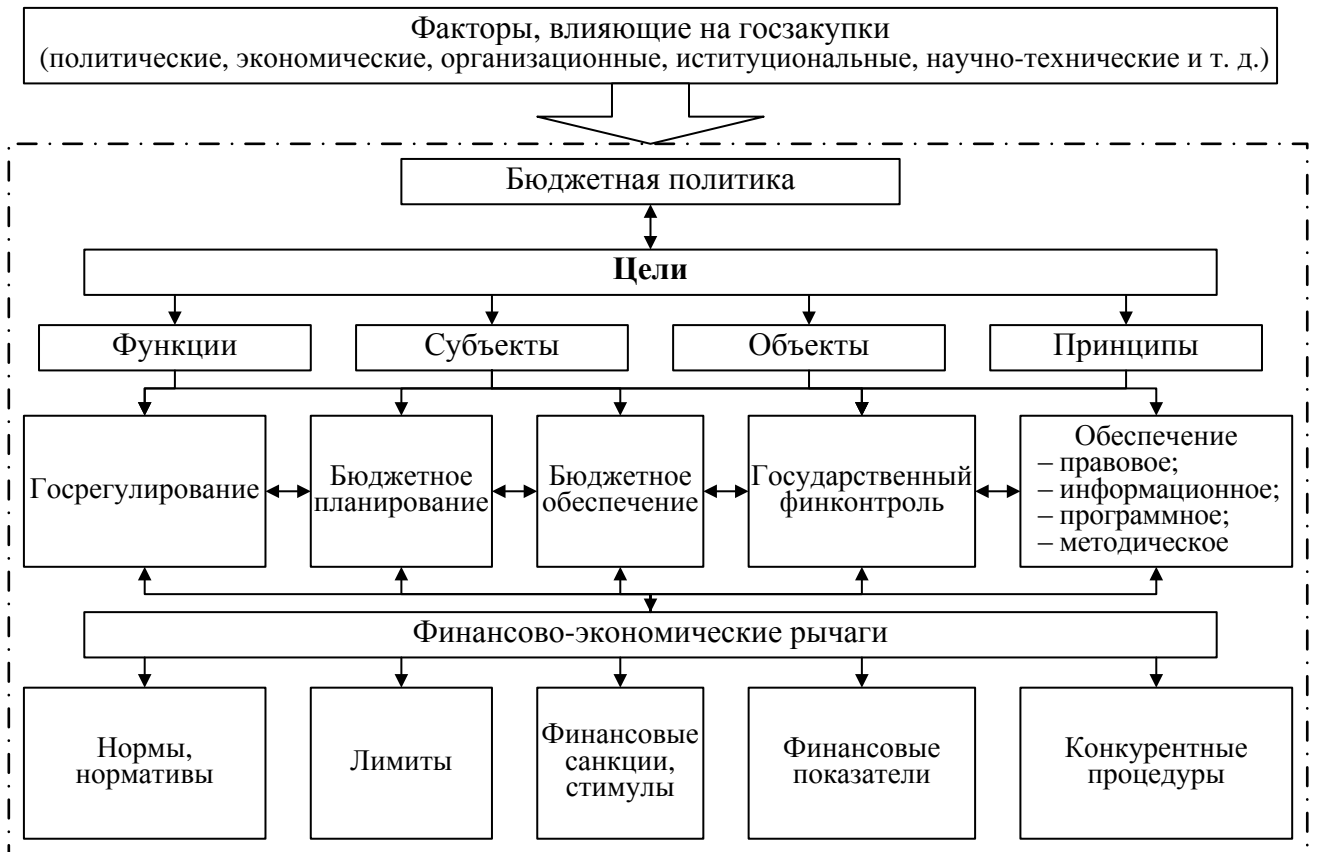 Факторы, влияющие на госзакупки
(политические, экономические, организационные, иституциональные, научно-технические и т. д.)
Бюджетная политика
Цели
Функции
Субъекты
Объекты
Принципы
Госрегулирование
Бюджетное
планирование
Бюджетное
обеспечение
Государственный
финконтроль
Обеспечение
– правовое;
– информационное;
– программное;
– методическое
Финансово-экономические рычаги
Нормы,
нормативы
Лимиты
Финансовые
санкции,
стимулы
Финансовые
показатели
Конкурентные
процедуры